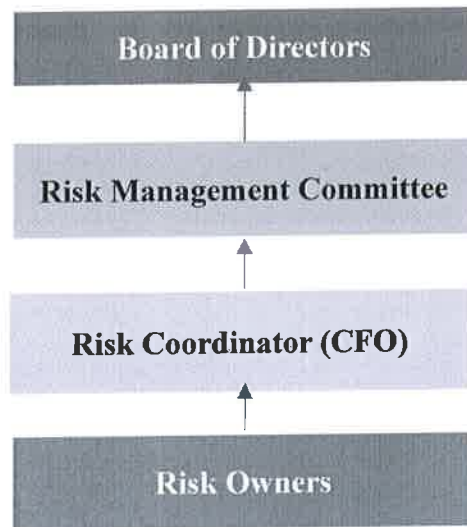 Board of Directors
Risk Management Committee
Risk Coordinator (CFO)
Risk Owners